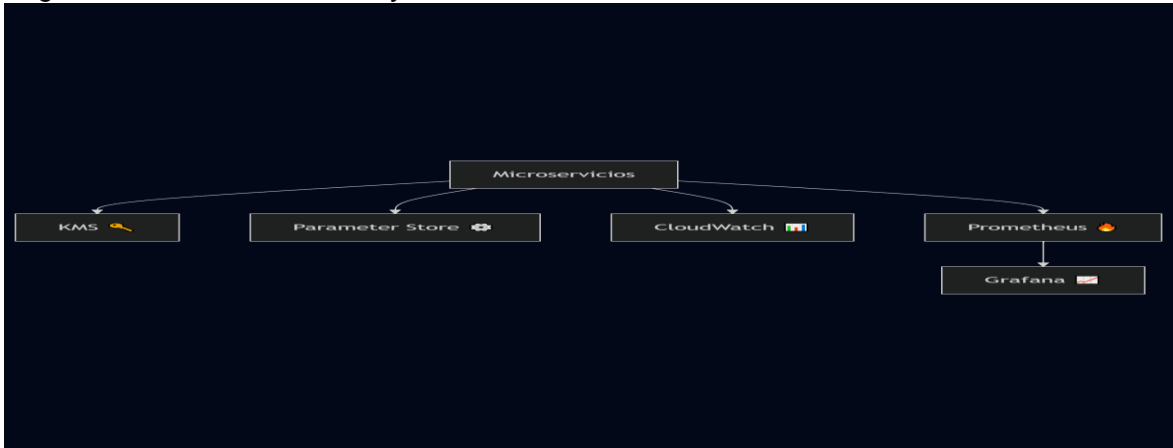 Microservicios
KMS 🔑
Parameter Store ⚙️
CloudWatch 📊
Prometheus 🔥
Grafana 📈